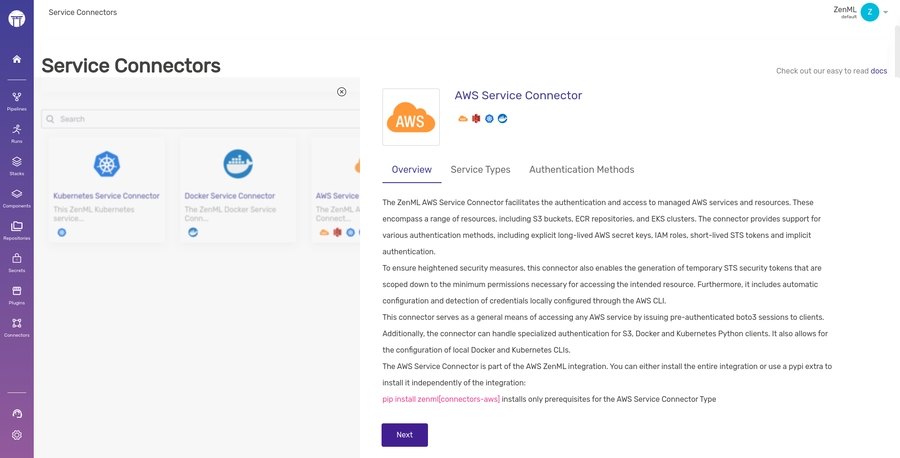 Service Connectors
ZenML
default
Z
Service Connectors
Check out our easy to read docs
Pipelines
Runs
Stacks
Components
Repositories
Secrets
Plugins
Connectors
Search
Kubernetes Service Connector
This ZenML Kubernetes
service...
Docker Service Connector
The ZenML Docker Service
Conn...
AWS Service
The ZenML A
Connect...
AWS
AWS Service Connector
Overview
Service Types
Authentication Methods
The ZenML AWS Service Connector facilitates the authentication and access to managed AWS services and resources. These
encompass a range of resources, including S3 buckets, ECR repositories, and EKS clusters. The connector provides support for
various authentication methods, including explicit long-lived AWS secret keys, IAM roles, short-lived STS tokens and implicit
authentication.
To ensure heightened security measures, this connector also enables the generation of temporary STS security tokens that are
scoped down to the minimum permissions necessary for accessing the intended resource. Furthermore, it includes automatic
configuration and detection of credentials locally configured through the AWS CLI.
This connector serves as a general means of accessing any AWS service by issuing pre-authenticated boto3 sessions to clients.
Additionally, the connector can handle specialized authentication for S3, Docker and Kubernetes Python clients. It also allows for
the configuration of local Docker and Kubernetes CLIs.
The AWS Service Connector is part of the AWS ZenML integration. You can either install the entire integration or use a pypi extra to
install it independently of the integration:
pip install zenml[connectors-aws] installs only prerequisites for the AWS Service Connector Type
Next